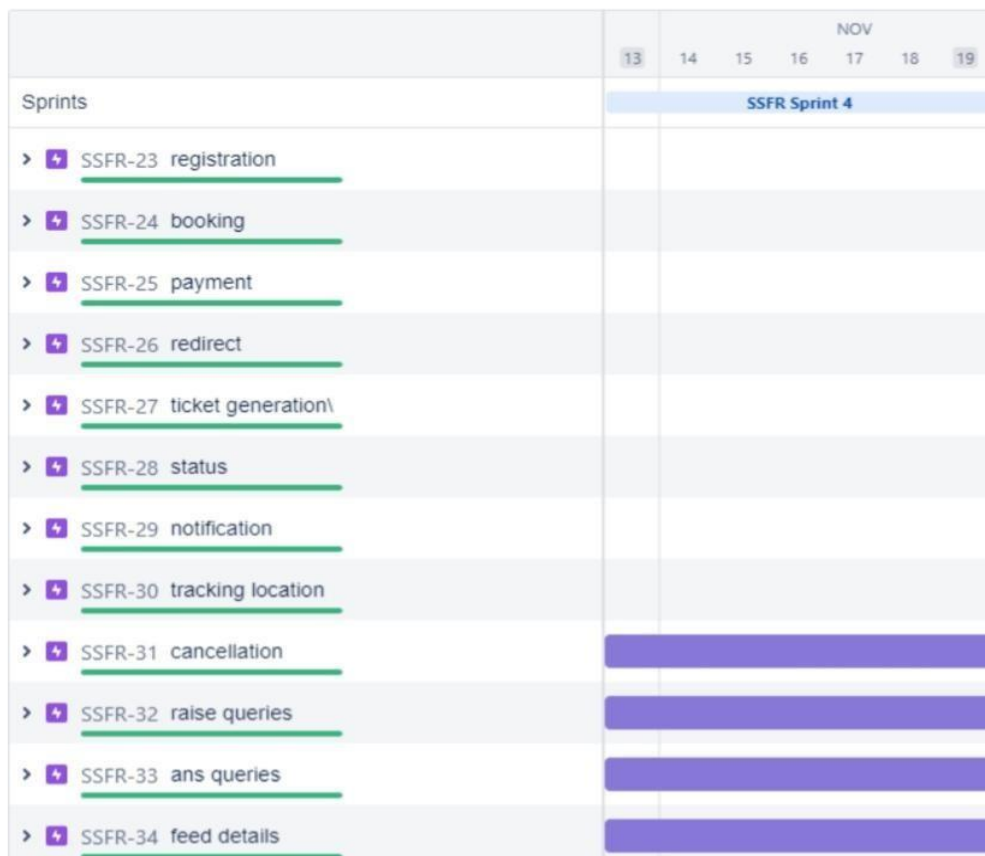 NOV
13 14 15 16 17 18 19
Sprints SSFR Sprint 4
SSFR-23 registration
SSFR-24 booking
SSFR-25 payment
SSFR-26 redirect
SSFR-27 ticket generation\
SSFR-28 status
SSFR-29 notification
SSFR-30 tracking location
SSFR-31 cancellation
SSFR-32 raise queries
SSFR-33 ans queries
SSFR-34 feed details